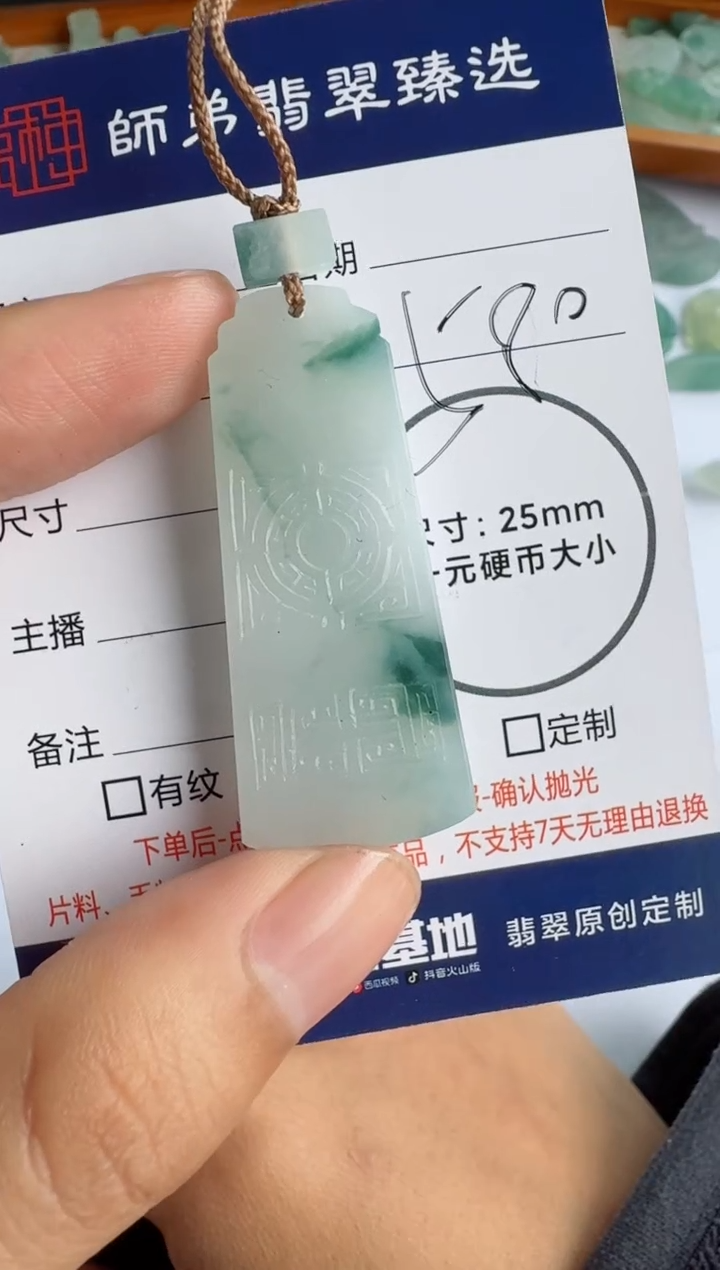 師弟翡翠臻选
期
尺寸
尺寸: 25mm
一元硬币大小
主播
备注
有纹
定制
下单后-点
-确认抛光
片料、
品，不支持7天无理由退换
基地
翡翠原创定制
西瓜视频
抖音火山版